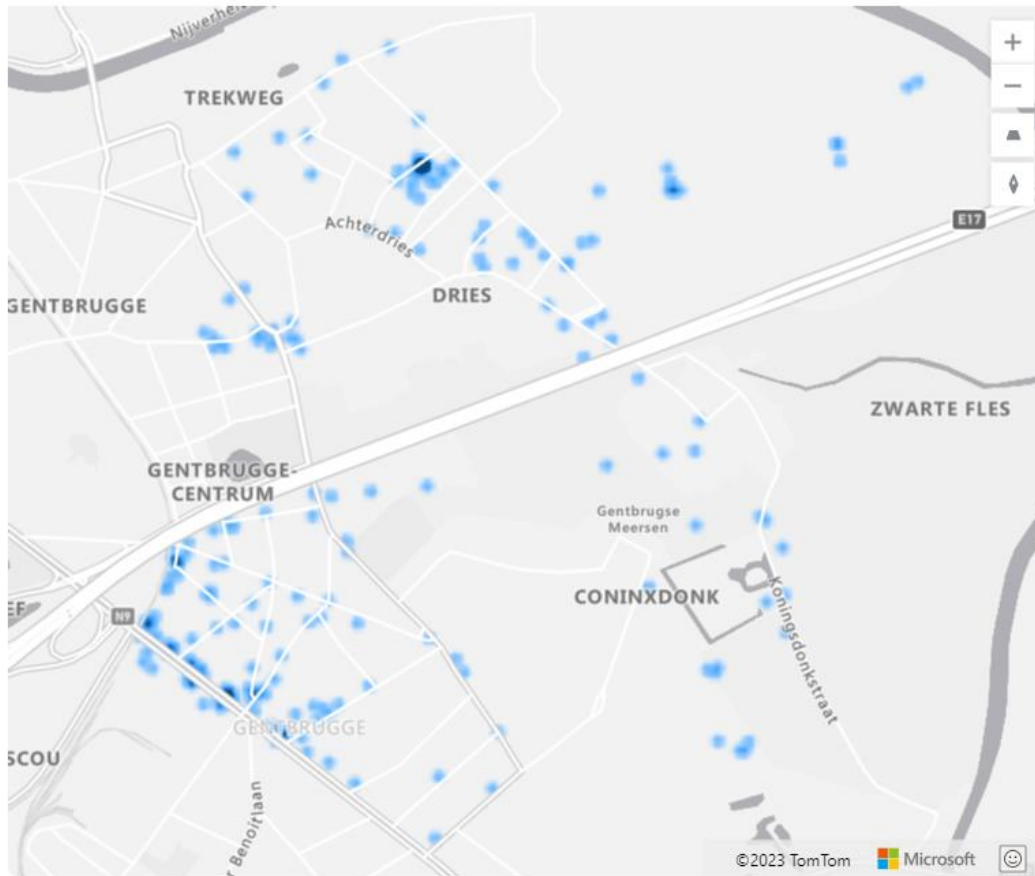 TREKWEG
Achterdries
E17
GENTBRUGGE
DRIES
ZWARTE FLES
GENTBRUGGE-
CENTRUM
Gentbrugse
Meersen
CONINXDONK
N9
EF
Koningsdonkstraat
GENTBRUGGE
SCOU
r Benoitlaan
©2023 TomTom
Microsoft